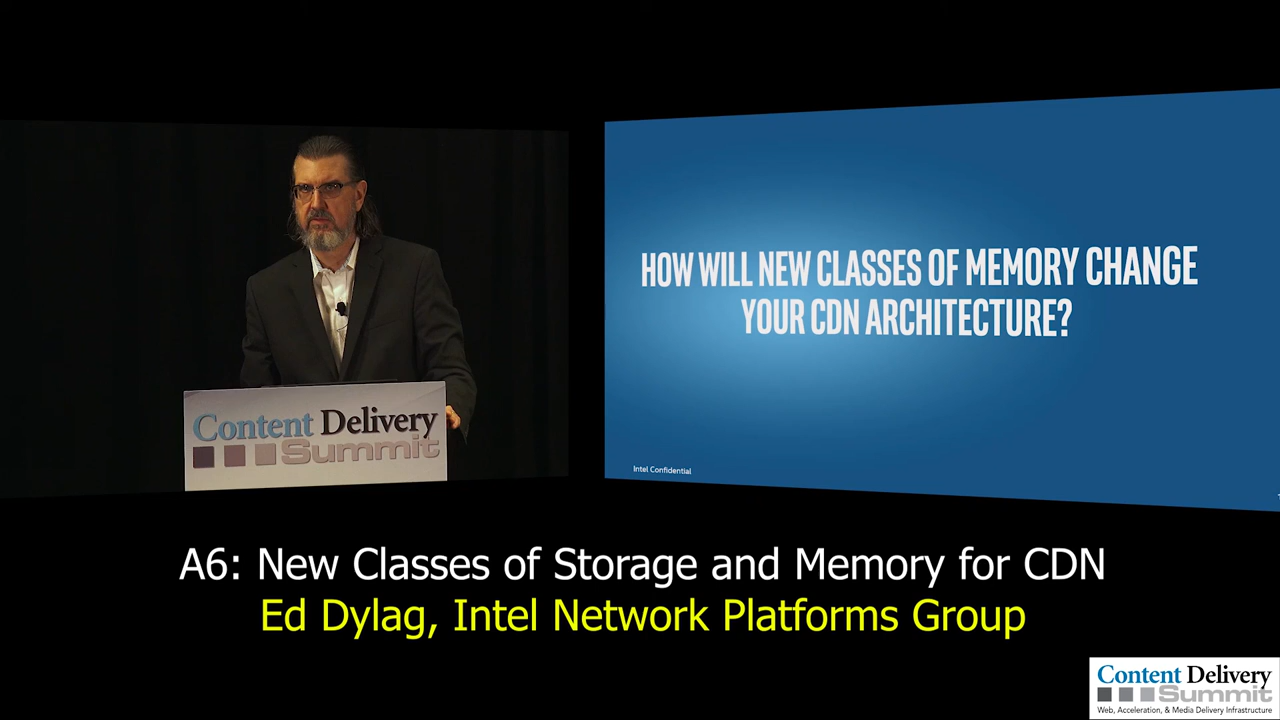 HOW WILL NEW CLASSES OF MEMORY CHANGE
YOUR CDN ARCHITECTURE?
Intel Confidential
Content Delivery
Summit
A6: New Classes of Storage and Memory for CDN
Ed Dylag, Intel Network Platforms Group
Content Delivery
Summit
Web, Acceleration, & Media Delivery Infrastructure